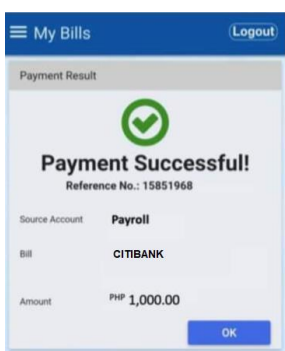 My Bills Logout
Payment Result
Payment Successful!
Reference No.: 15851968
Source Account Payroll
Bill CITIBANK
Amount PHP 1,000.00
OK